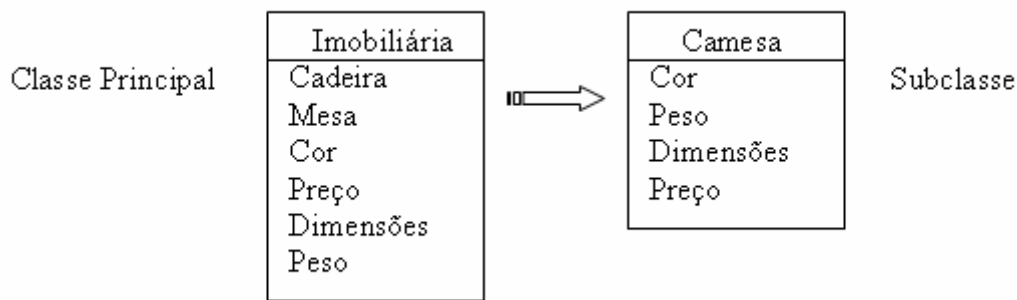 Classe Principal
Imobiliária
Cadeira
Mesa
Cor
Preço
Dimensões
Peso
Camesa
Cor
Peso
Dimensões
Preço
Subclasse